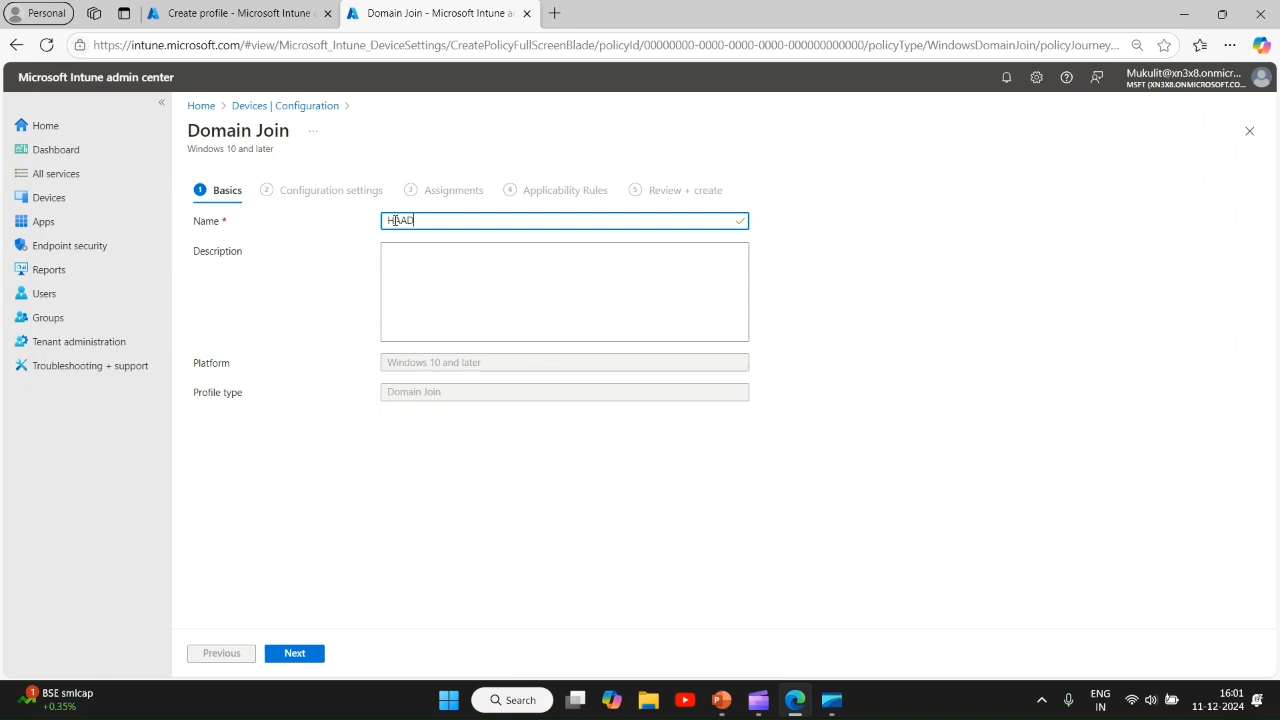 Personal
Create profile - Microsoft Intune
Domain Join - Microsoft Intune a
https://intune.microsoft.com/#view/Microsoft_Intune_DeviceSettings/CreatePolicyFullScreenBlade/policyId/00000000-0000-0000-0000-000000000000/policyType/WindowsDomainJoin/policyJourney...
Microsoft Intune admin center
Mukulit@xn3x8.onmicr...
MSFT (XN3X8.ONMICROSOFT.CO...
Home
Dashboard
All services
Devices
Apps
Endpoint security
Reports
Users
Groups
Tenant administration
Troubleshooting + support
Home > Devices | Configuration >
Domain Join ...
Windows 10 and later
1 Basics 2 Configuration settings 3 Assignments 4 Applicability Rules 5 Review + create
Name * HAAD
Description
Platform Windows 10 and later
Profile type Domain Join
Previous Next
1 BSE smlcap
+0.35%
Search
ENG
IN
16:01
11-12-2024